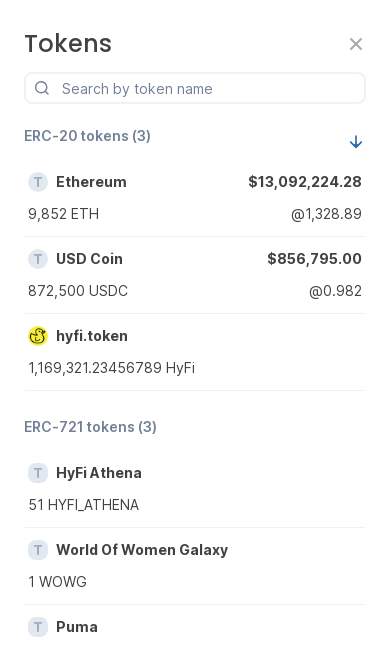 Tokens
Search by token name
ERC-20 tokens (3)
T Ethereum $13,092,224.28
9,852 ETH @1,328.89
T USD Coin $856,795.00
872,500 USDC @0.982
hyfi.token
1,169,321.23456789 HyFi
ERC-721 tokens (3)
T HyFi Athena
51 HYFI_ATHENA
T World Of Women Galaxy
1 WOWG
T Puma